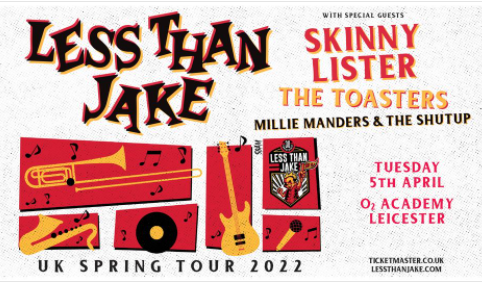 LESS THAN
JAKE
WITH SPECIAL GUESTS
SKINNY
LISTER
THE TOASTERS
MILLIE MANDERS & THE SHUTUP
LESS THAN
JAKE
TUESDAY
5TH APRIL
O2 ACADEMY
LEICESTER
UK SPRING TOUR 2022
TICKETMASTER.CO.UK
LESSTHANJAKE.COM